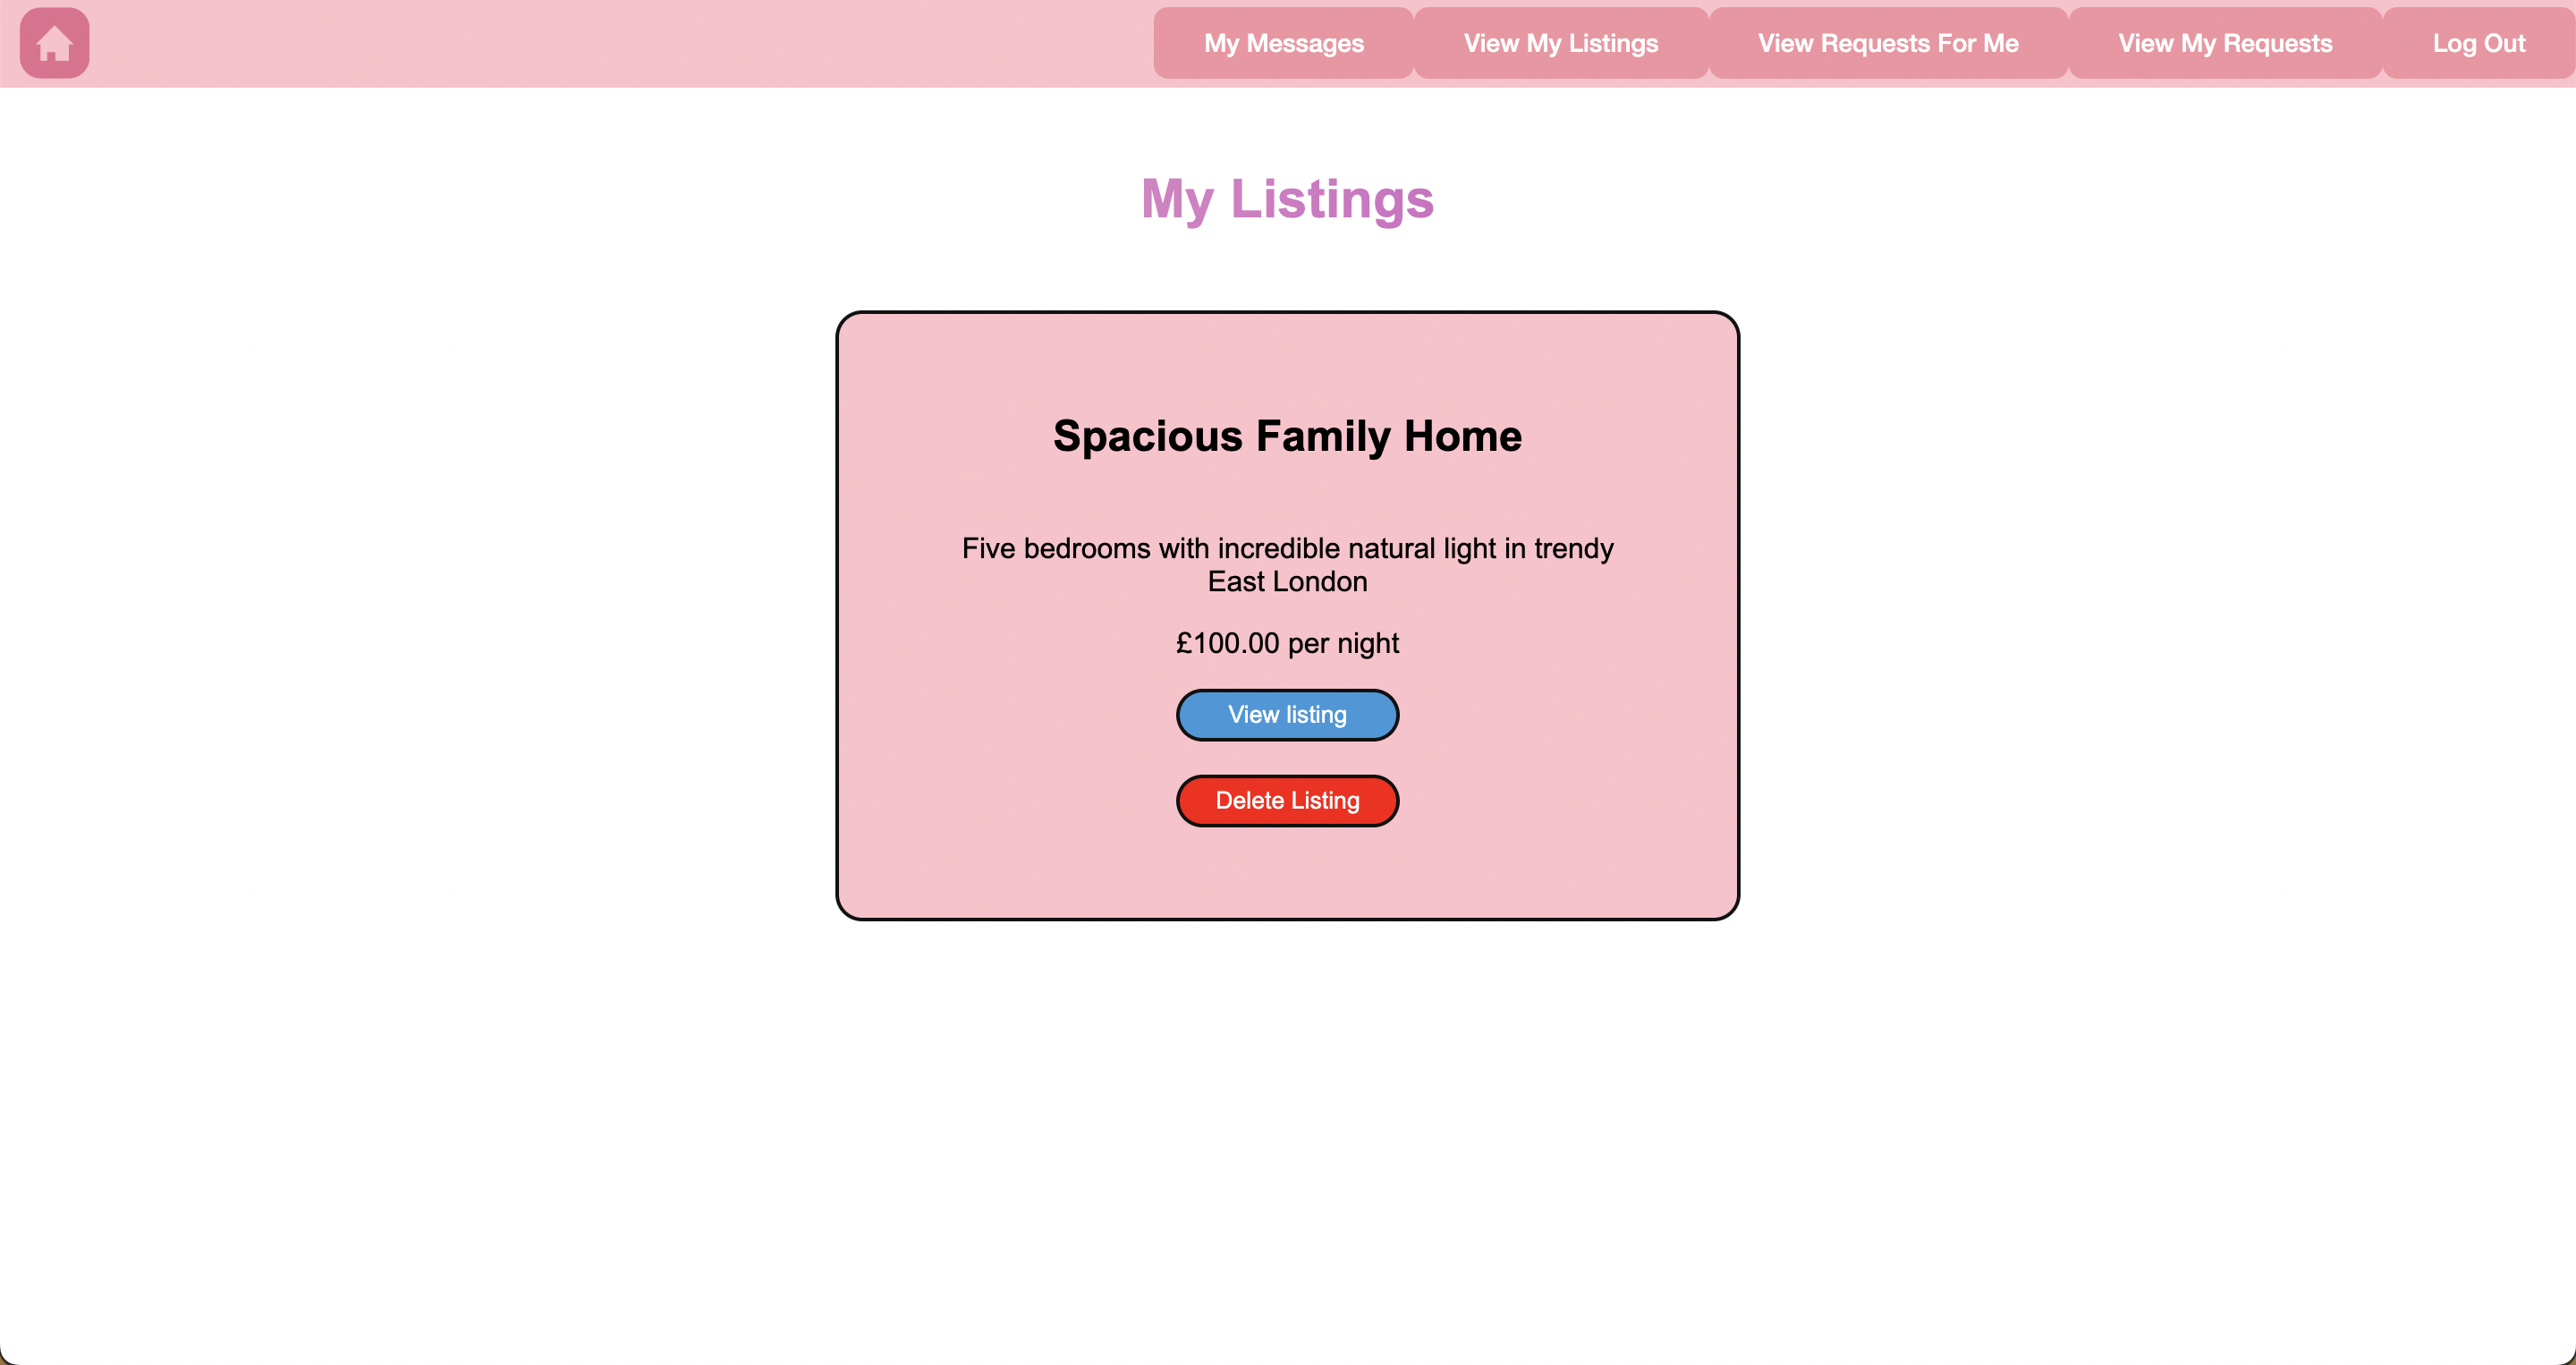 My Messages
View My Listings
View Requests For Me
View My Requests
Log Out
My Listings
Spacious Family Home
Five bedrooms with incredible natural light in trendy
East London
£100.00 per night
View listing
Delete Listing